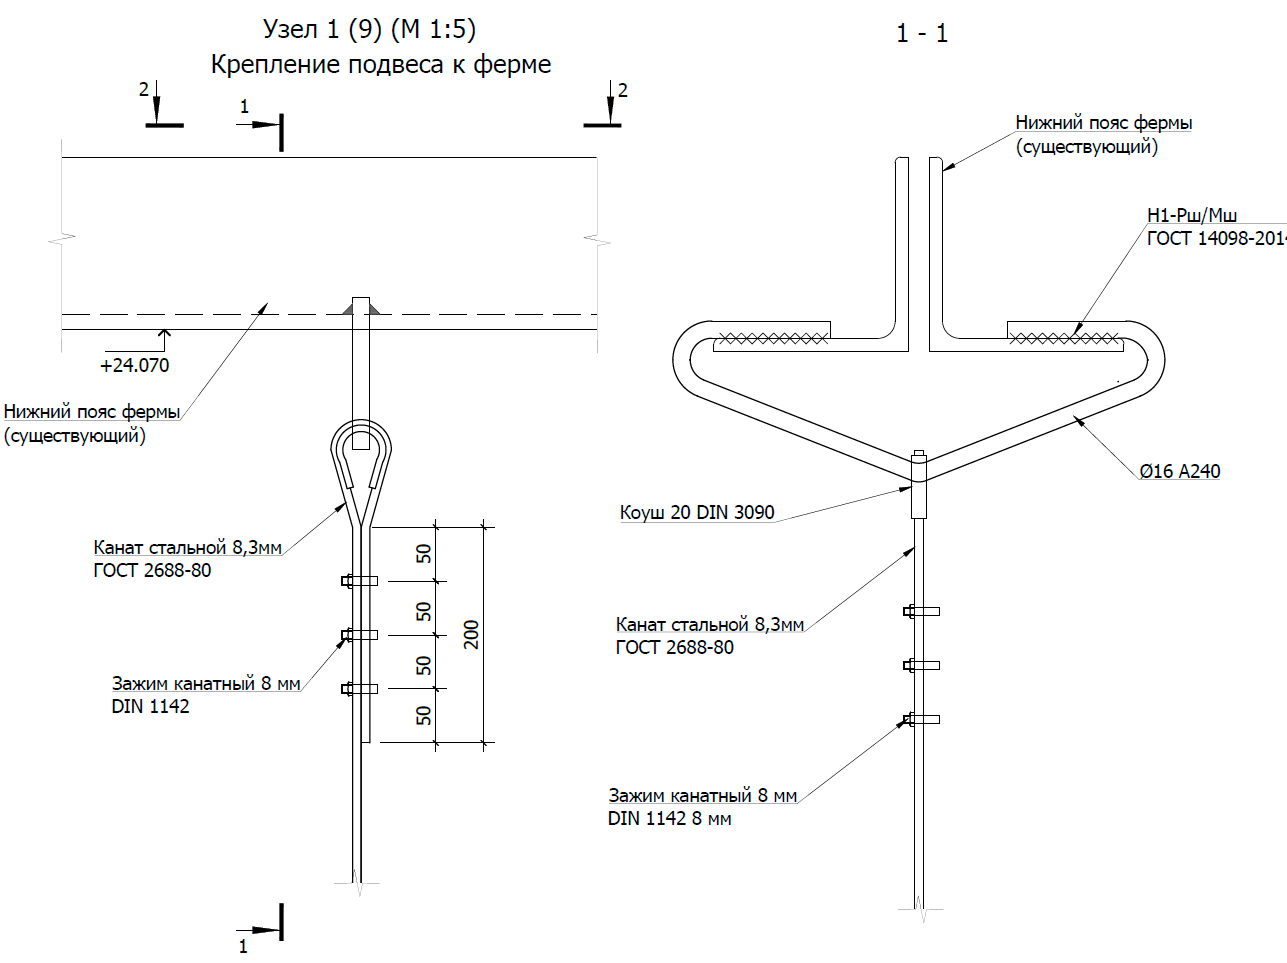 Узел 1 (9) (М 1:5)
Крепление подвеса к ферме
1 - 1
2
1
2
Нижний пояс фермы
(существующий)
Н1-Рш/Мш
ГОСТ 14098-2014
+24.070
Нижний пояс фермы
(существующий)
Ø16 А240
Коуш 20 DIN 3090
Канат стальной 8,3мм
ГОСТ 2688-80
50
50
50
50
200
Канат стальной 8,3мм
ГОСТ 2688-80
Зажим канатный 8 мм
DIN 1142
Зажим канатный 8 мм
DIN 1142 8 мм
1